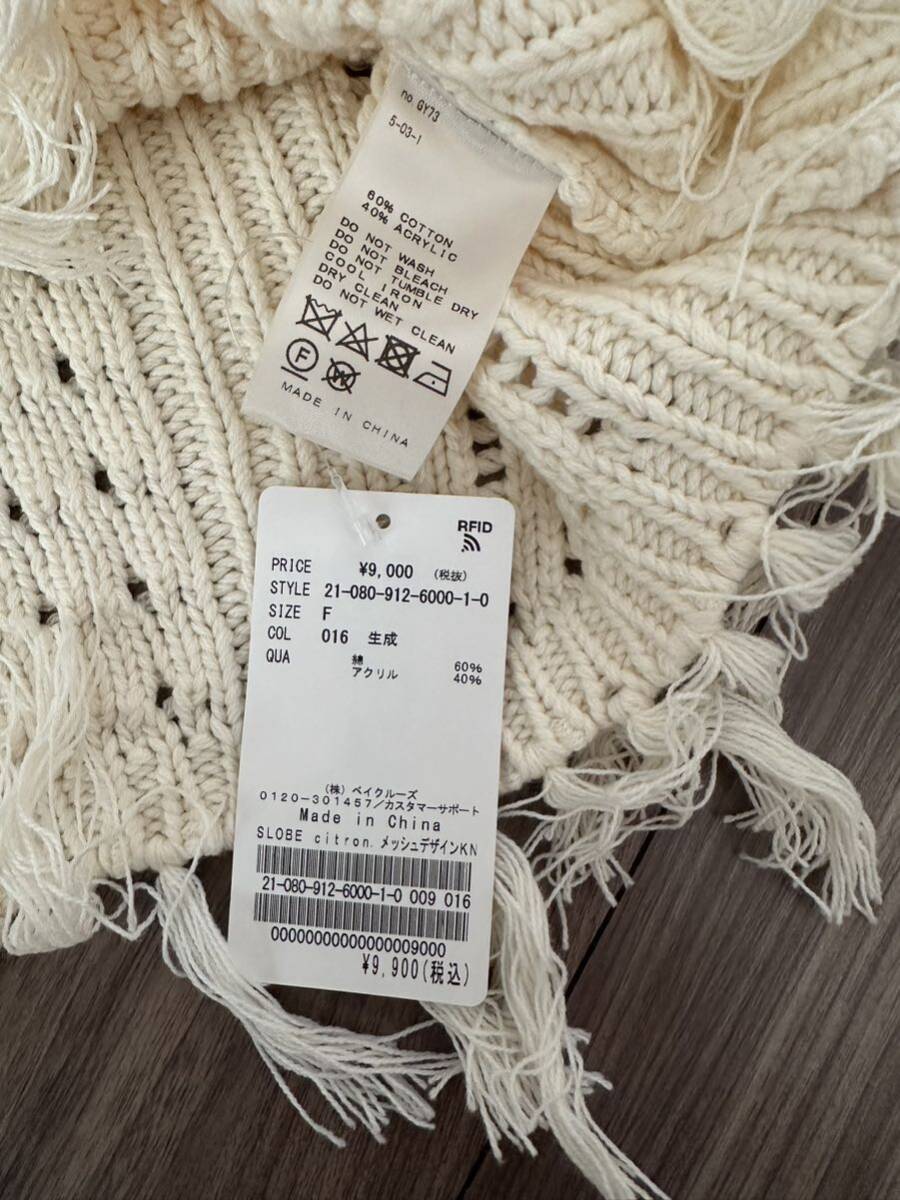 no.GY73
5-03-1
60% COTTON
40% ACRYLIC
DO NOT WASH
DO NOT BLEACH
DO NOT TUMBLE DRY
COOL IRON
DRY CLEAN
DO NOT WET CLEAN
F W
MADE IN CHINA
RFID
PRICE ¥9,000 (税抜)
STYLE 21-080-912-6000-1-0
SIZE F
COL 016 生成
QUA 綿 60%
アクリル 40%
(株) ベイクルーズ
0120-301457/カスタマーサポート
Made in China
SLOBE citron. メッシュデザインKN
21-080-912-6000-1-0 009 016
00000000000000009000
¥9,900(税込)